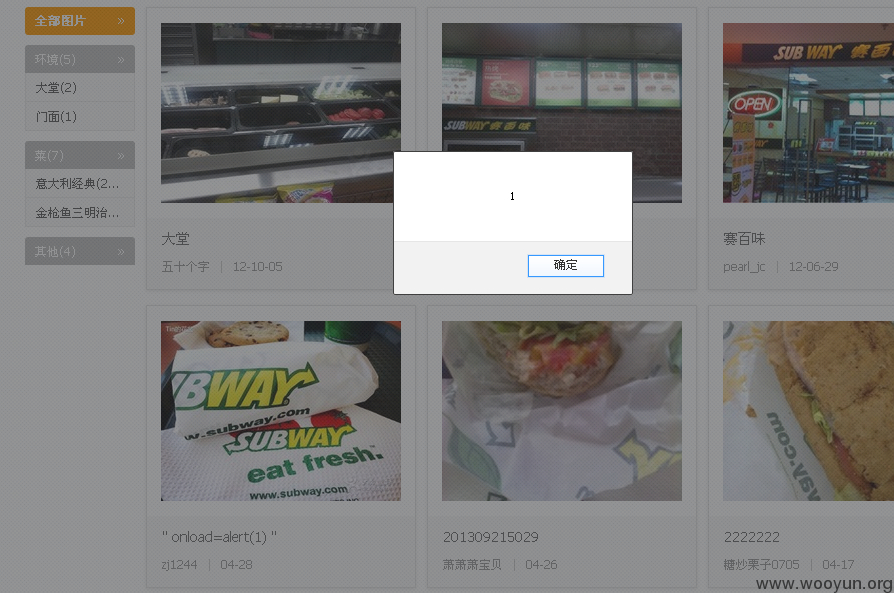 全部图片 »
环境(5) »
大堂(2)
门面(1)
菜(7) »
意大利经典(2...
金枪鱼三明治...
其他(4) »
SUBWAY 赛百味
SUBWAY 赛百味
OPEN
1
确定
大堂
五十个字 | 12-10-05
赛百味
pearl_jc | 12-06-29
UBWAY
w.subway.com
SUBWAY
eat fresh.
www.subway.com
way.com
" onload=alert(1) "
zj1244 | 04-28
201309215029
萧萧萧宝贝 | 04-26
2222222
糖炒栗子0705 | 04-17
www.wooyun.org